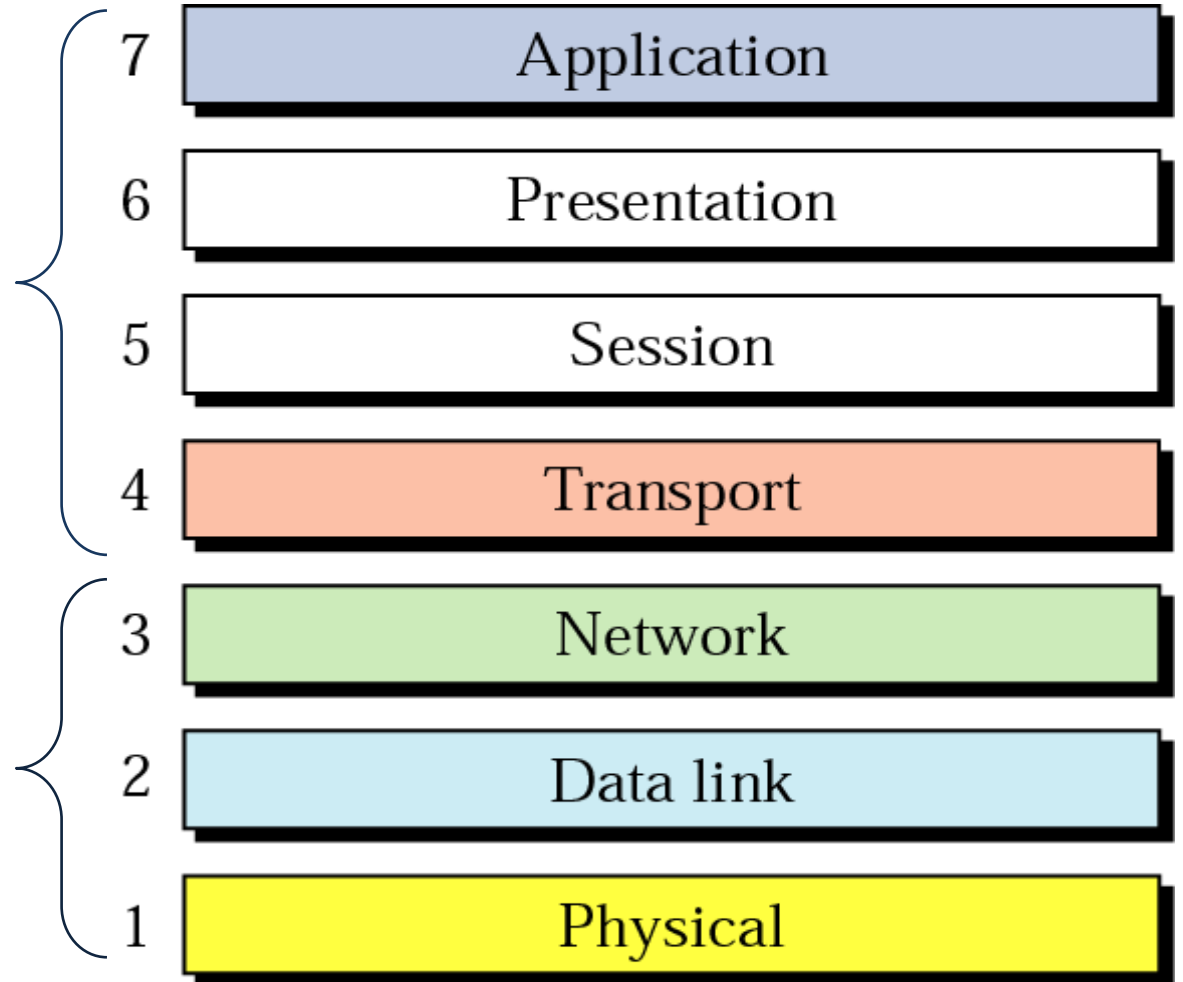 7 Application
6 Presentation
5 Session
4 Transport
3 Network
2 Data link
1 Physical